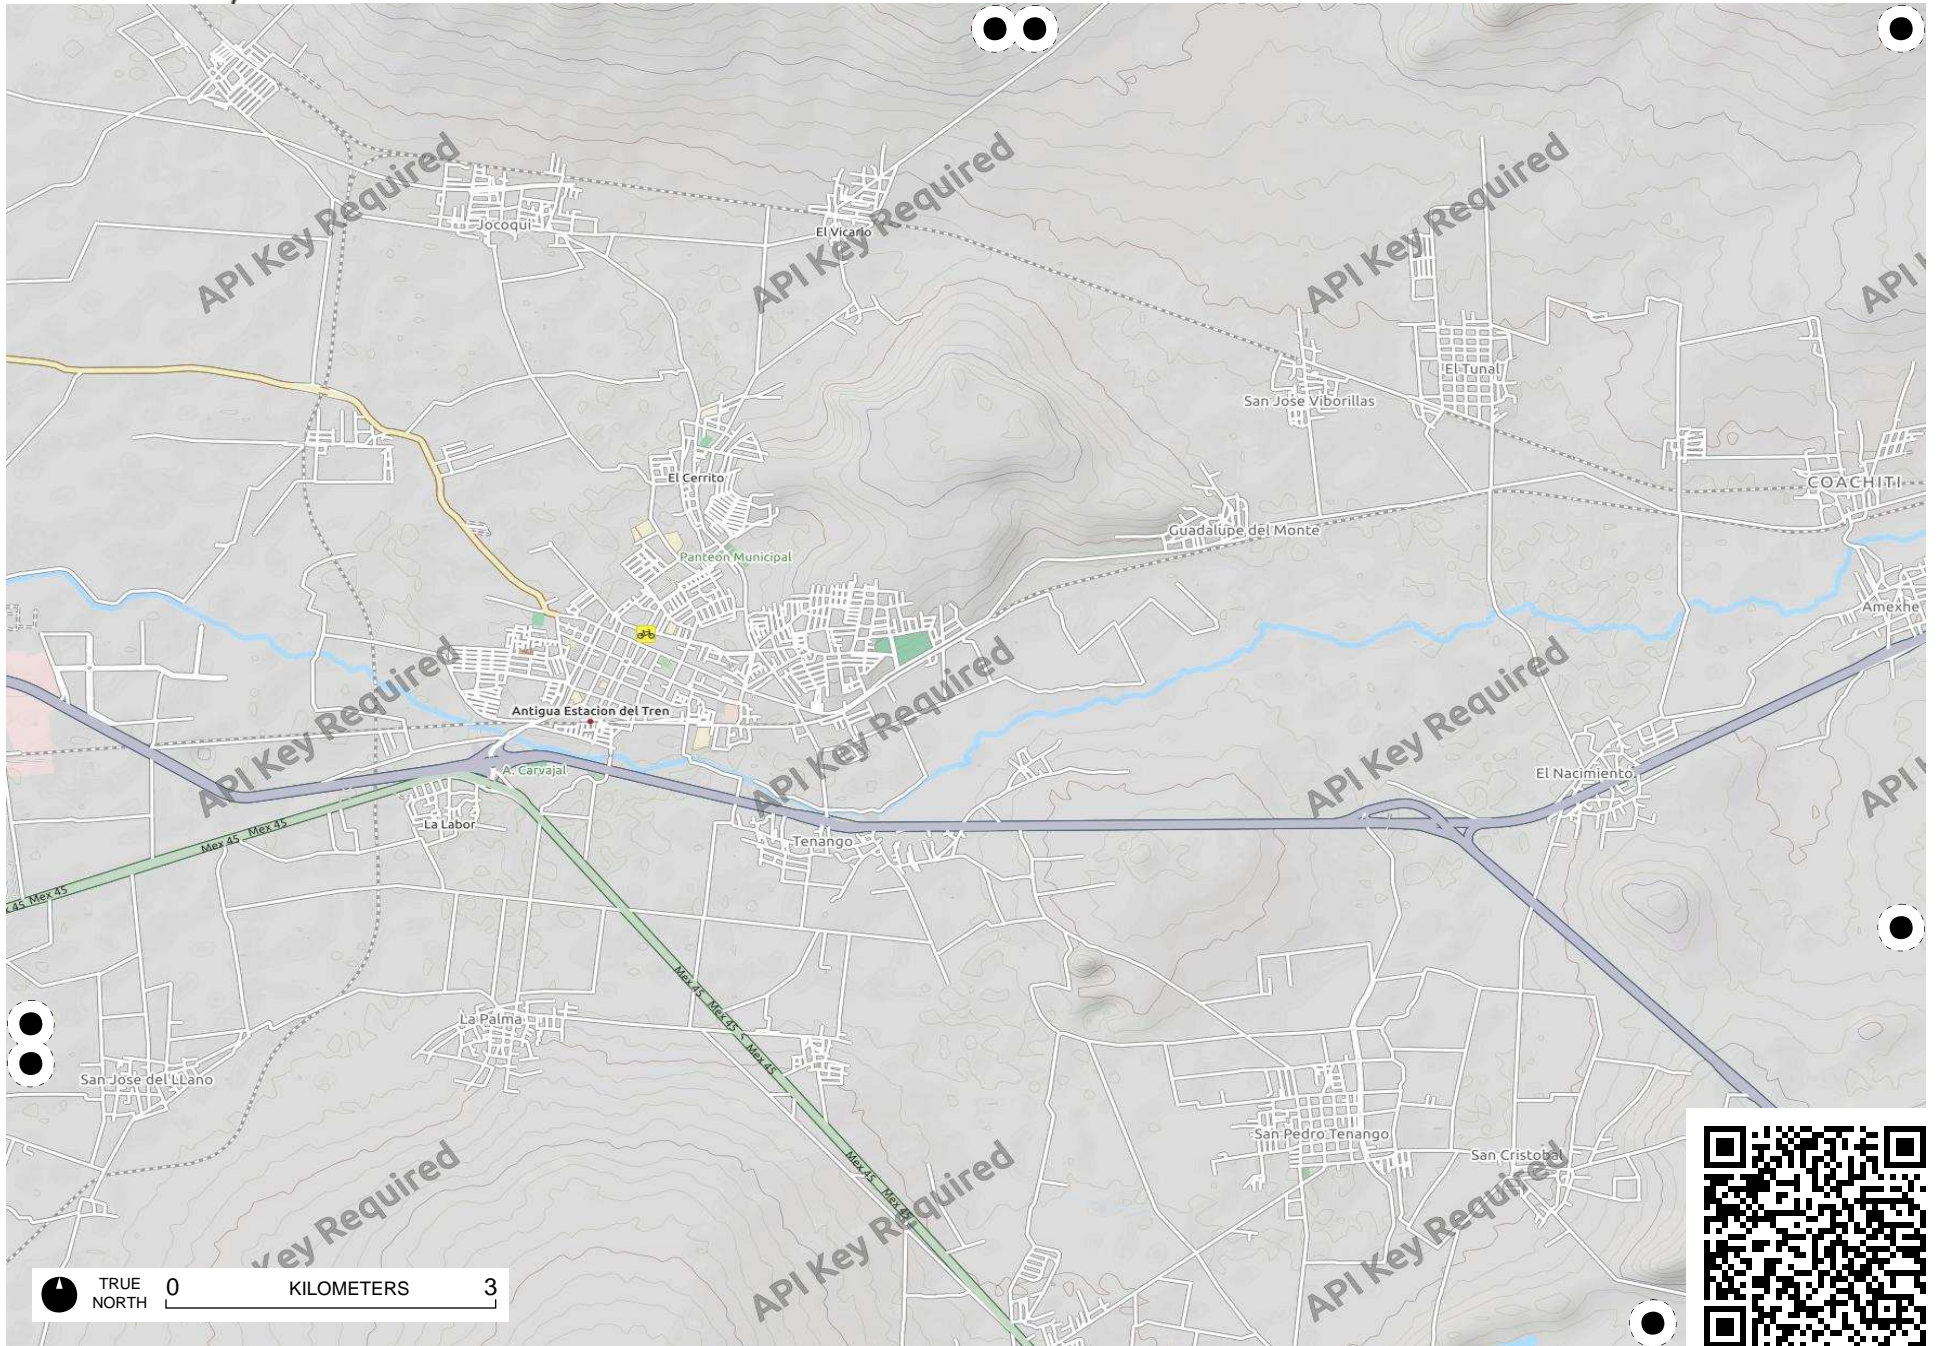 API Key Required
API Key Required
API Key Required
Jocoqui
El Vicario
API K
El Tunal
San Jose Viborillas
El Cerrito
COACHITI
Guadalupe del Monte
Panteon Municipal
Amexhe
API Key Required
API Key Required
API Key Required
Antigua Estacion del Tren
A. Carvajal
El Nacimiento
API K
La Labor
Mex 45
Mex 45
Tenango
Mex 45
45
Mex 45
Mex 45
Mex 45
La Palma
San Jose del LLano
San Pedro Tenango
San Cristobal
Mex 45
Mex 45
Key Required
API Key Required
API Key Required
TRUE NORTH
0 KILOMETERS 3